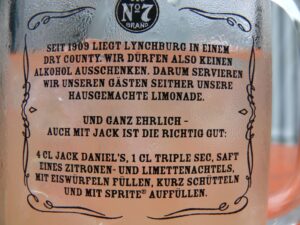 No7
BRAND
SEIT 1909 LIEGT LYNCHBURG IN EINEM
DRY COUNTY. WIR DÜRFEN ALSO KEINEN
ALKOHOL AUSSCHENKEN. DARUM SERVIEREN
WIR UNSEREN GÄSTEN SEITHER UNSERE
HAUSGEMACHTE LIMONADE.
UND GANZ EHRLICH -
AUCH MIT JACK IST DIE RICHTIG GUT:
4 CL JACK DANIEL'S, 1 CL TRIPLE SEC, SAFT
EINES ZITRONEN- UND LIMETTENACHTELS,
MIT EISWÜRFELN FÜLLEN, KURZ SCHÜTTELN
UND MIT SPRITE® AUFFÜLLEN.